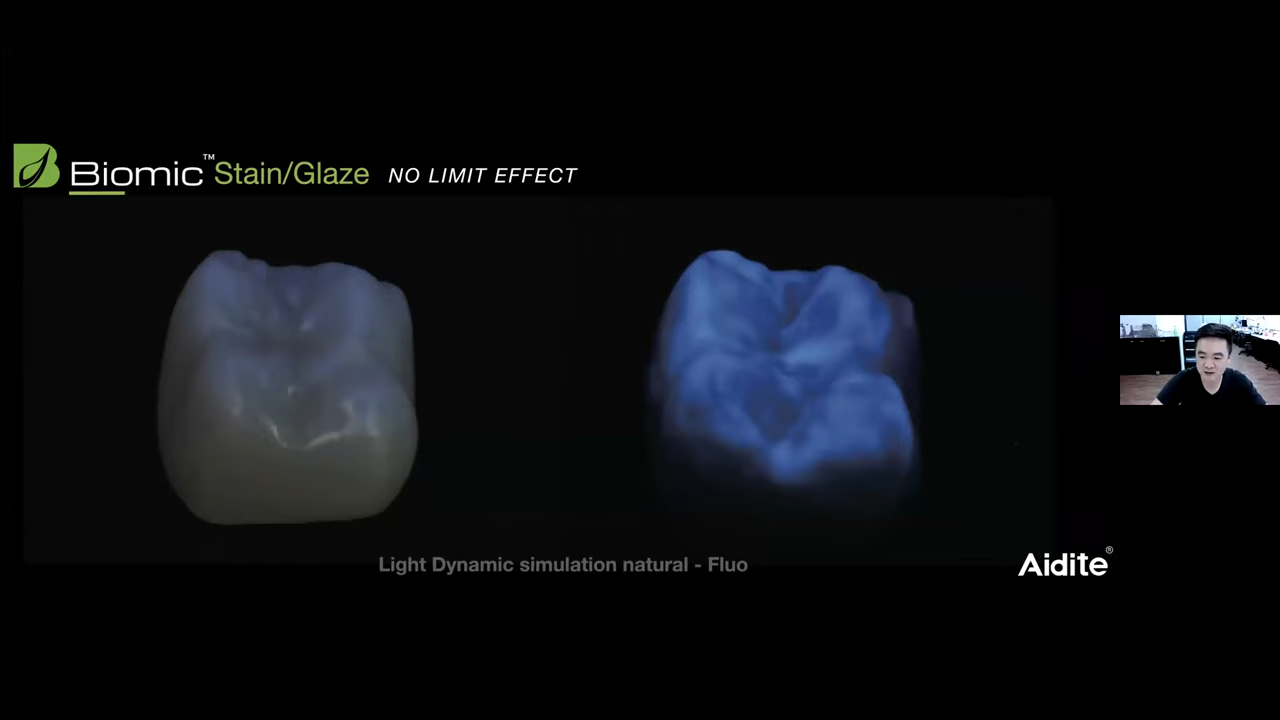 Biomic™ Stain/Glaze NO LIMIT EFFECT
Light Dynamic simulation natural - Fluo
Aidite®